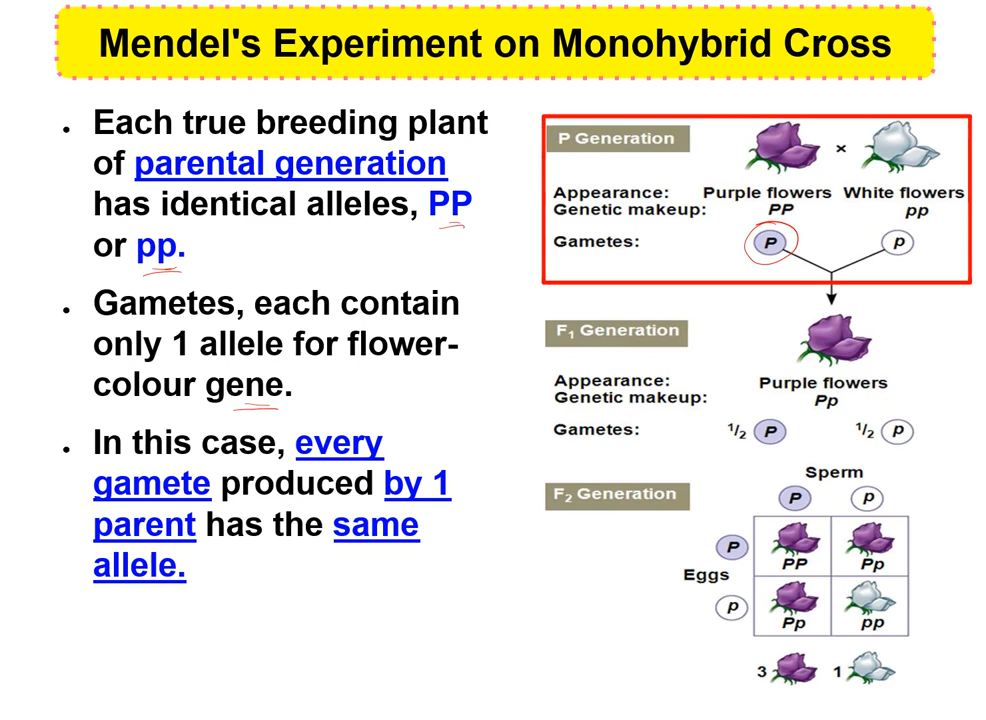 Mendel's Experiment on Monohybrid Cross
• Each true breeding plant
of parental generation
has identical alleles, PP
or pp.
• Gametes, each contain
only 1 allele for flower-
colour gene.
• In this case, every
gamete produced by 1
parent has the same
allele.
P Generation
×
Appearance: Purple flowers White flowers
Genetic makeup: PP pp
Gametes: P p
F₁ Generation
Appearance: Purple flowers
Genetic makeup: Pp
Gametes: 1/2 P 1/2 p
Sperm
F₂ Generation P p
P
PP Pp
Eggs
p
Pp pp
3 1